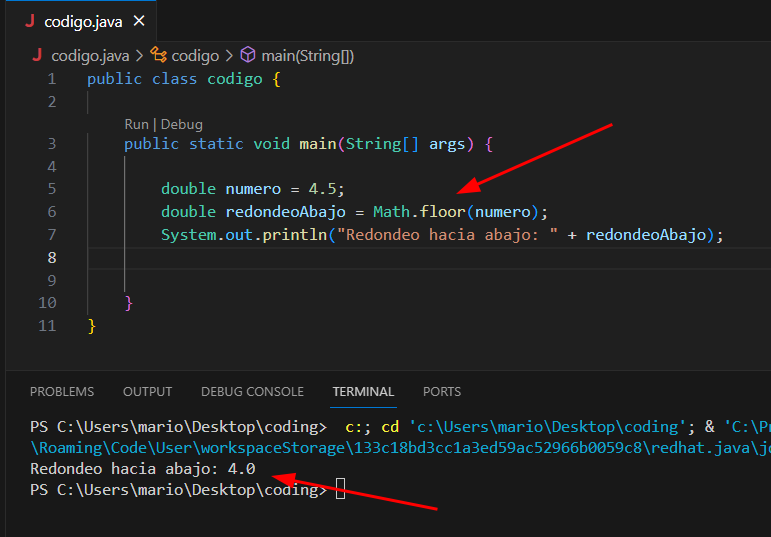 J codigo.java ×
J codigo.java > codigo > main(String[])
1 public class codigo {
2
Run | Debug
3 public static void main(String[] args) {
4
5 double numero = 4.5;
6 double redondeoAbajo = Math.floor(numero);
7 System.out.println("Redondeo hacia abajo: " + redondeoAbajo);
8
9
10 }
11 }
PROBLEMS OUTPUT DEBUG CONSOLE TERMINAL PORTS
PS C:\Users\mario\Desktop\coding> c:; cd 'c:\Users\mario\Desktop\coding'; & 'C:\Pr
\Roaming\Code\User\workspaceStorage\133c18bd3cc1a3ed59ac52966b0059c8\redhat.java\jd
Redondeo hacia abajo: 4.0
PS C:\Users\mario\Desktop\coding>